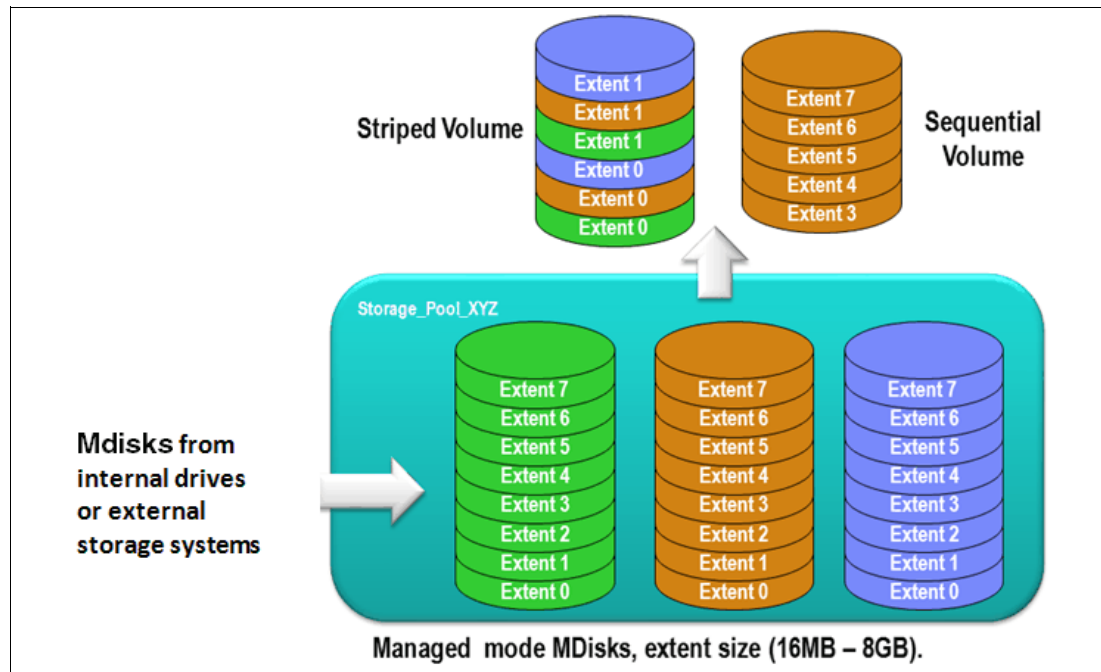 Striped Volume
Extent 1
Extent 1
Extent 1
Extent 0
Extent 0
Extent 0
Extent 7
Extent 6
Extent 5
Extent 4
Extent 3
Sequential
Volume
Storage_Pool_XYZ
Mdisks from
internal drives
or external
storage systems
Extent 7
Extent 6
Extent 5
Extent 4
Extent 3
Extent 2
Extent 1
Extent 0
Extent 7
Extent 6
Extent 5
Extent 4
Extent 3
Extent 2
Extent 1
Extent 0
Extent 7
Extent 6
Extent 5
Extent 4
Extent 3
Extent 2
Extent 1
Extent 0
Managed mode MDisks, extent size (16MB – 8GB).